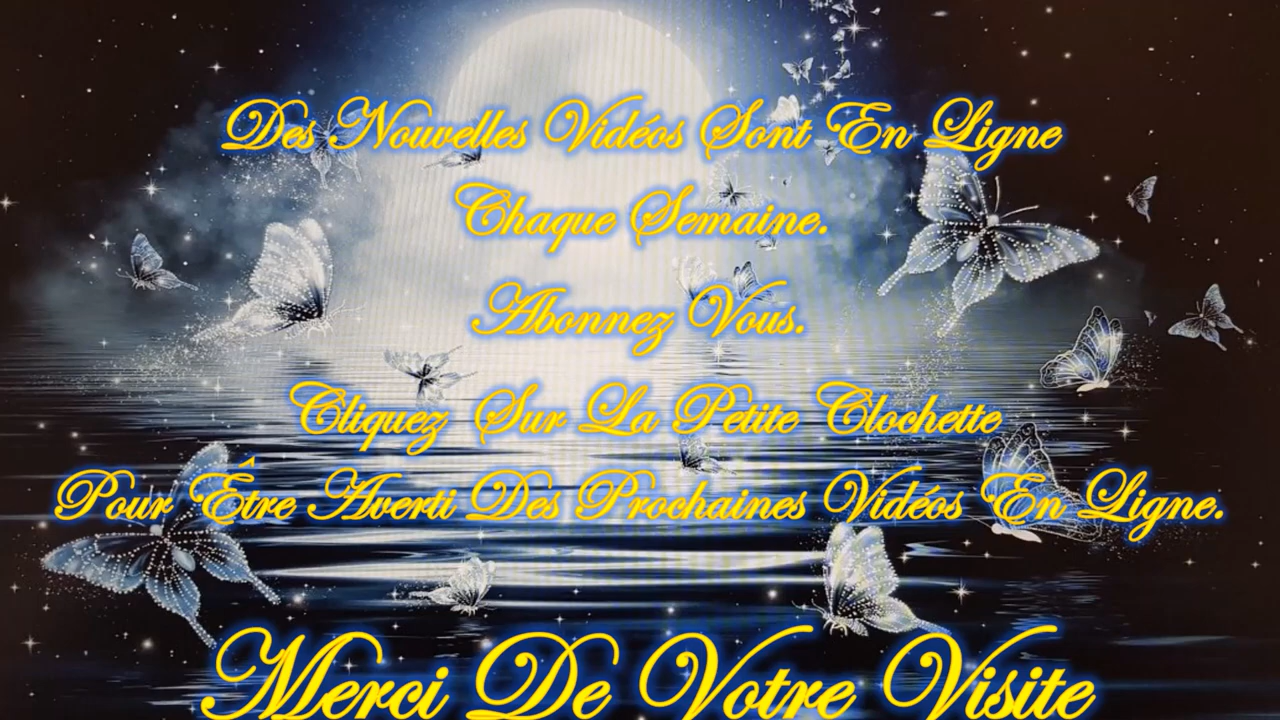 Des Nouvelles Vidéos Sont En Ligne
Chaque Semaine.
Abonnez Vous.
Cliquez Sur La Petite Clochette
Pour Être Averti Des Prochaines Vidéos En Ligne.
Merci De Votre Visite